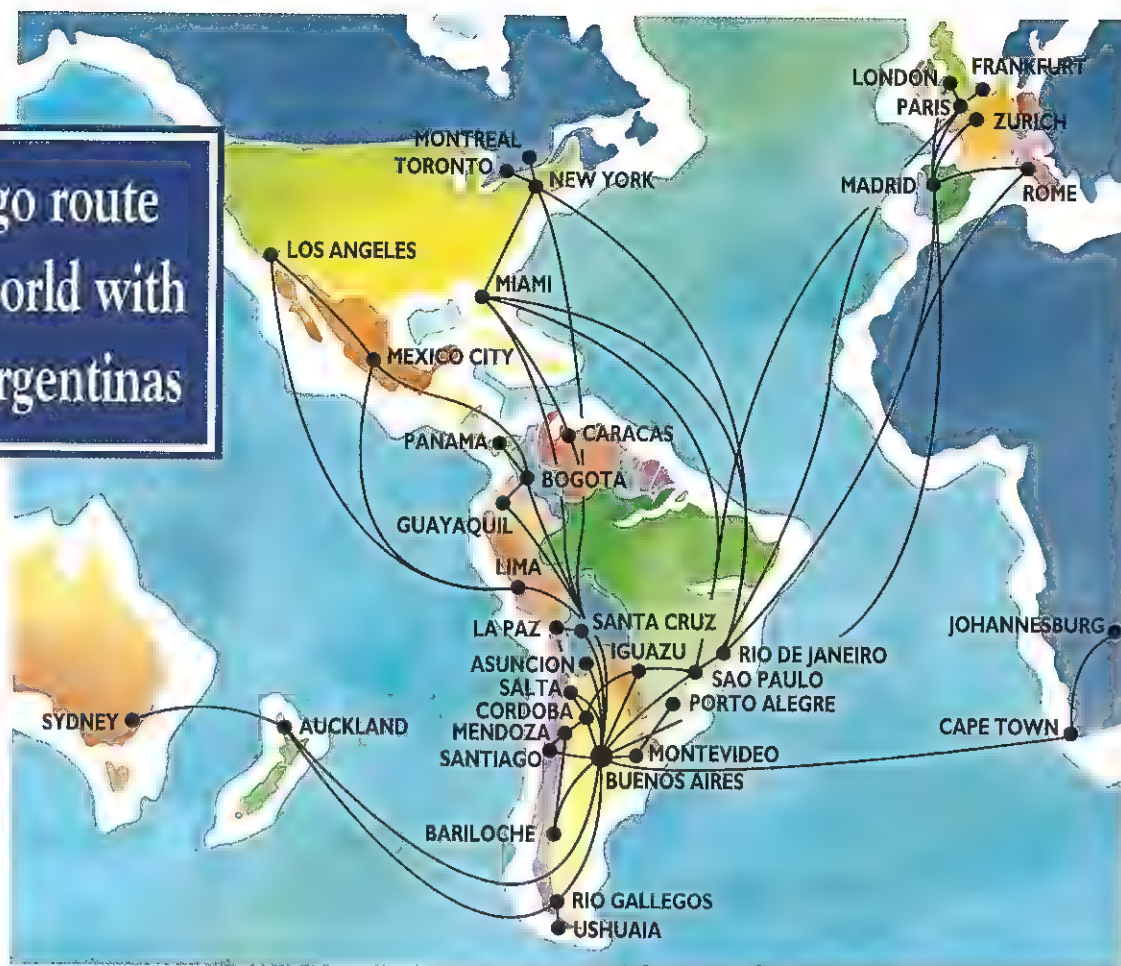 go route
orld with
rgentinas
LONDON
FRANKFURT
PARIS
ZURICH
MONTREAL
TORONTO
NEW YORK
MADRID
ROME
LOS ANGELES
MIAMI
MEXICO CITY
PANAMA
CARACAS
BOGOTA
GUAYAQUIL
LIMA
LA PAZ
SANTA CRUZ
JOHANNESBURG
ASUNCION
IGUAZU
RIO DE JANEIRO
SALTA
SAO PAULO
CORDOBA
PORTO ALEGRE
SYDNEY
AUCKLAND
MENDOZA
CAPE TOWN
SANTIAGO
MONTEVIDEO
BUENOS AIRES
BARILOCHE
RIO GALLEGOS
USHUAIA